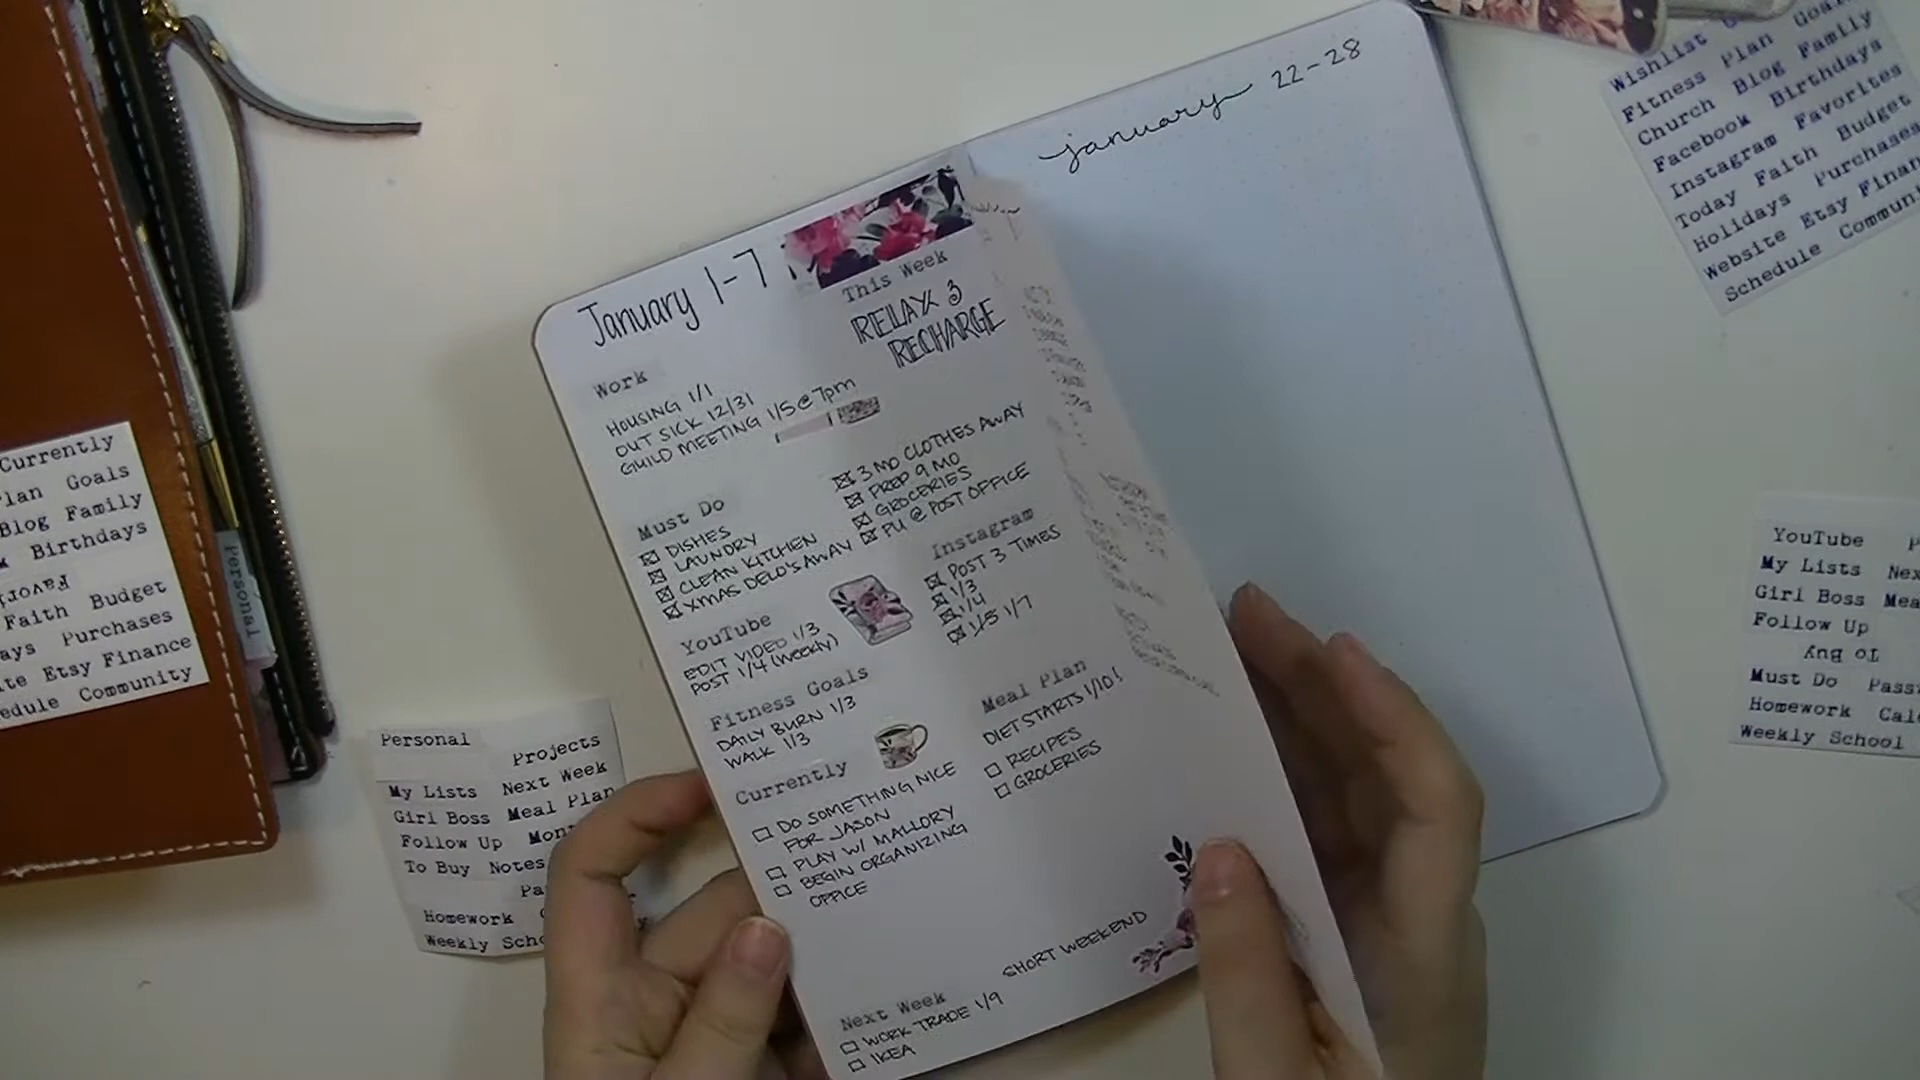 january 22-28
January 1-7
This Week
RELAX &
RECHARGE
Work
HOUSING 1/1
OUT SICK 12/31
GUILD MEETING 1/5 @ 7pm
Must Do
DISHES
LAUNDRY
CLEAN KITCHEN
XMAS DECO'S AWAY
3 MO CLOTHES AWAY
PREP 9 MO
GROCERIES
PU @ POST OFFICE
YouTube
EDIT VIDEO 1/3
POST 1/4 (WEEKLY)
Instagram
POST 3 TIMES
1/3
1/4
1/5 1/7
Fitness Goals
DAILY BURN 1/3
WALK 1/3
Meal Plan
DIET STARTS 1/10!
RECIPES
GROCERIES
Currently
DO SOMETHING NICE
FOR JASON
PLAY W/ MALLORY
BEGIN ORGANIZING
OFFICE
SHORT WEEKEND
Next Week
WORK TRADE 1/9
IKEA
Currently
Plan Goals
Blog Family
Birthdays
Faith Budget
Purchases
Etsy Finance
Community
Personal
Personal
Projects
My Lists Next Week
Girl Boss Meal Plan
Follow Up
To Buy Notes
Homework
Weekly
Wishlist
Fitness Plan Goals
Church Blog Family
Facebook Birthdays
Instagram Favorites
Today Faith Budget
Holidays Purchases
Website Etsy Finan
Schedule Communi
YouTube
My Lists
Girl Boss
Follow Up
To Buy
Must Do
Homework
Weekly School